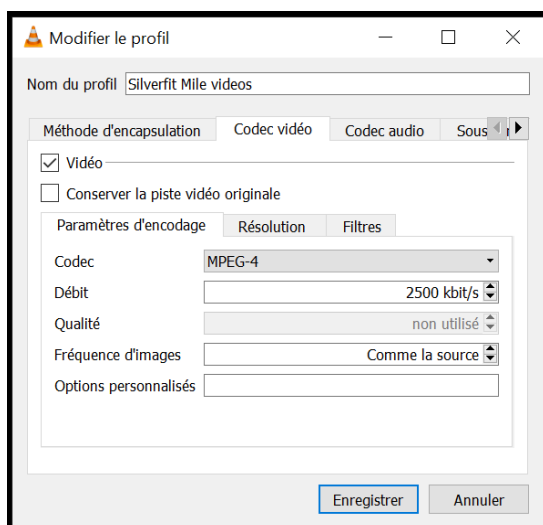 Modifier le profil
Nom du profil Silverfit Mile videos
Méthode d'encapsulation Codec vidéo Codec audio
Vidéo
Conserver la piste vidéo originale
Paramètres d'encodage Résolution Filtres
Codec MPEG-4
Débit 2500 kbit/s
Qualité non utilisé
Fréquence d'images Comme la source
Options personnalisés
Enregistrer Annuler